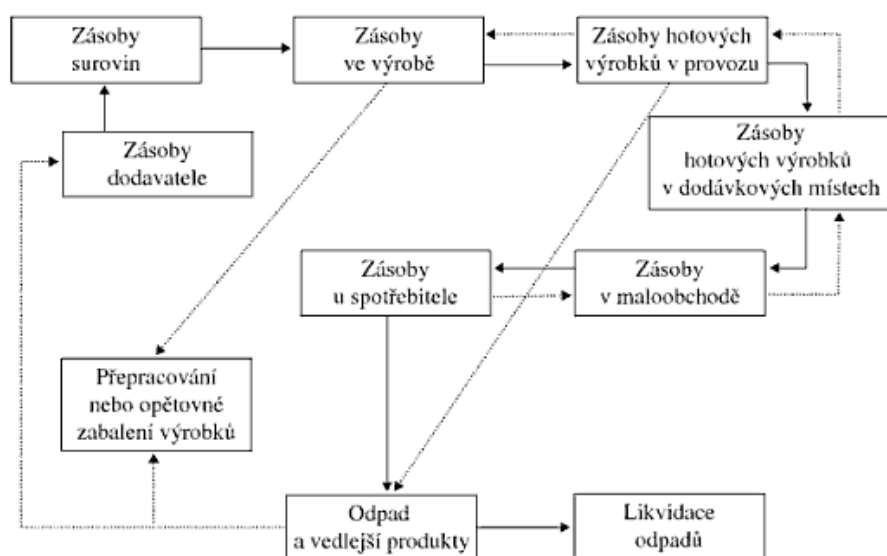 Zásoby
surovin
Zásoby
ve výrobě
Zásoby hotových
výrobků v provozu
Zásoby
dodavatele
Zásoby
hotových výrobků
v dodávkových místech
Zásoby
u spotřebitele
Zásoby
v maloobchodě
Přepracování
nebo opětovné
zabalení výrobků
Odpad
a vedlejší produkty
Likvidace
odpadů